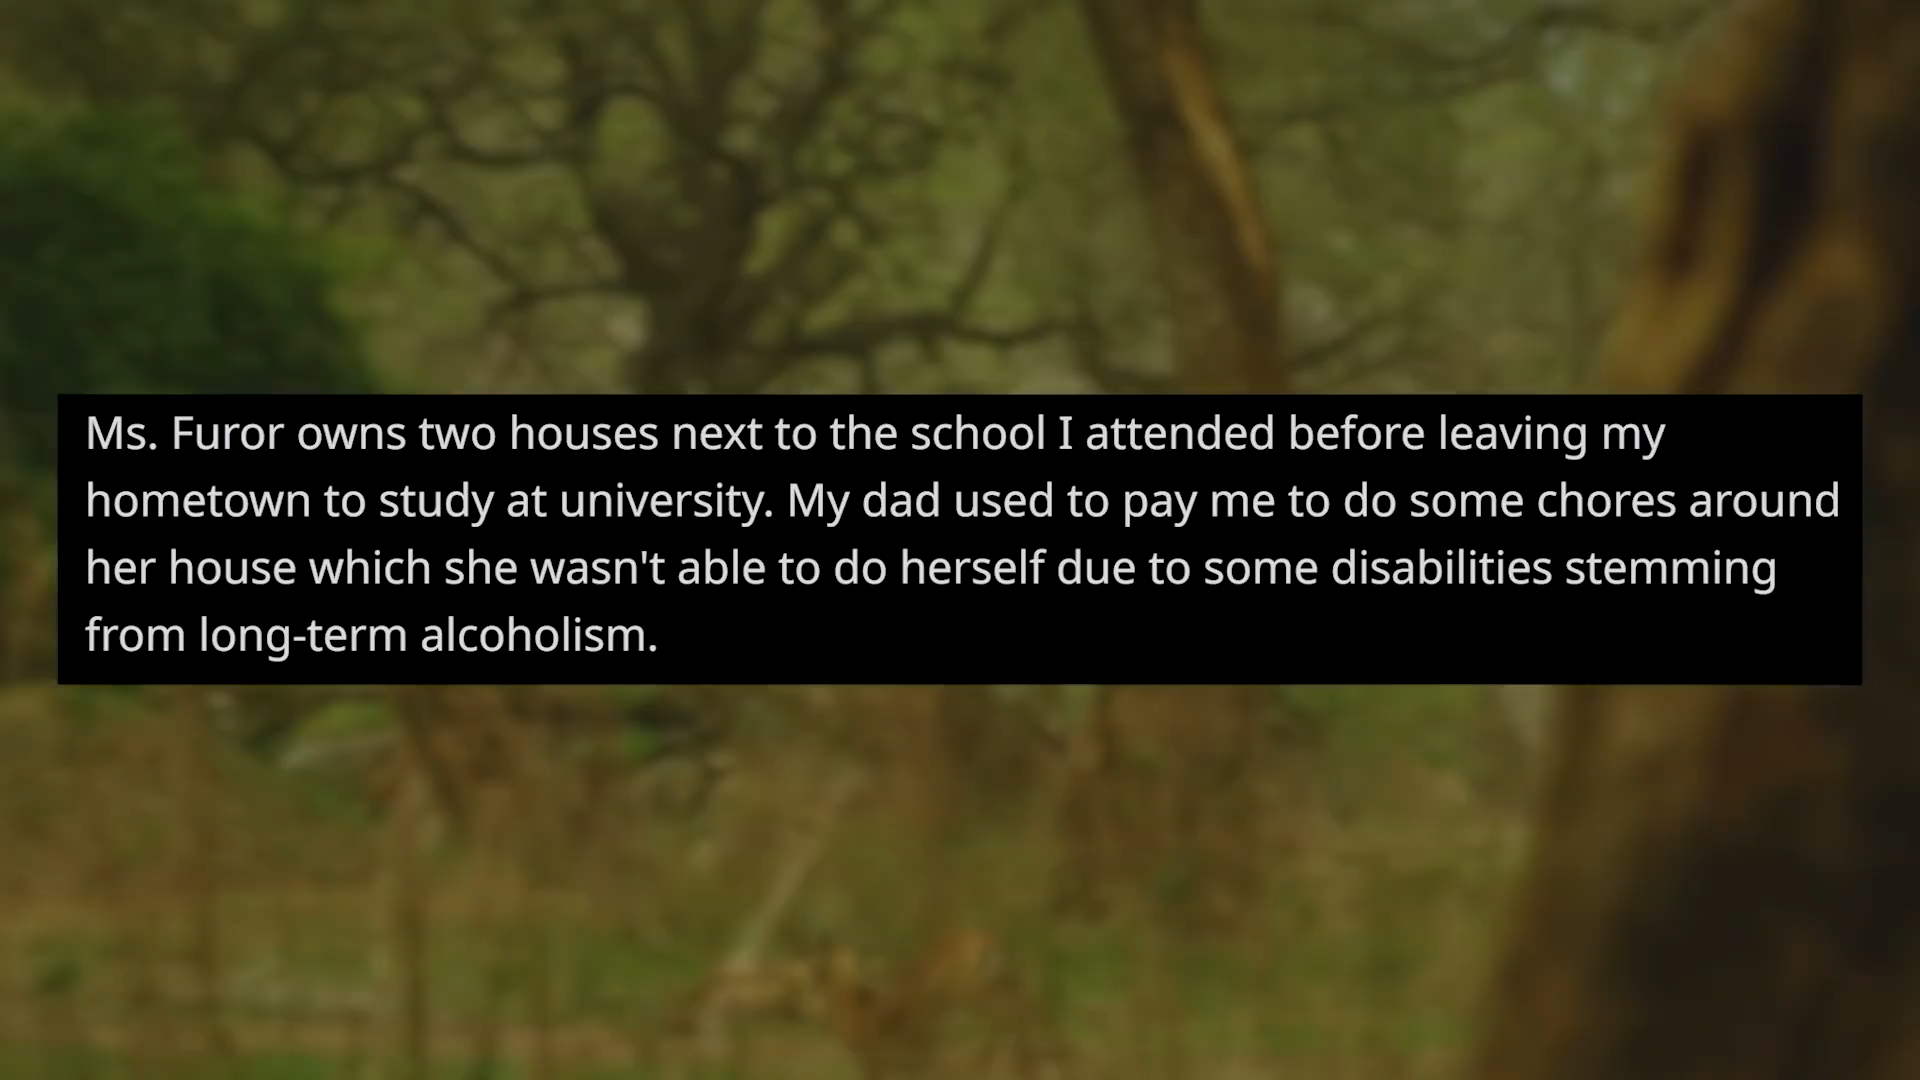 Ms. Furor owns two houses next to the school I attended before leaving my
hometown to study at university. My dad used to pay me to do some chores around
her house which she wasn't able to do herself due to some disabilities stemming
from long-term alcoholism.